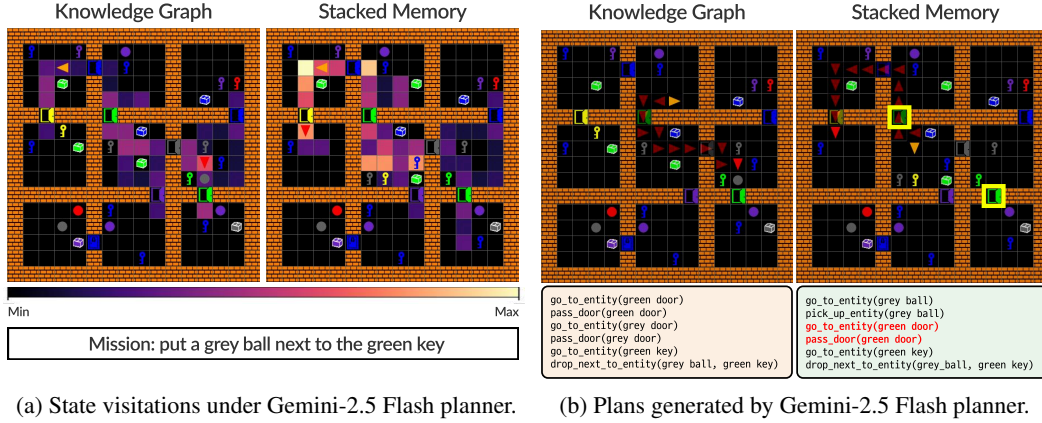 Knowledge Graph
Stacked Memory
Min
Max
Mission: put a grey ball next to the green key
(a) State visitations under Gemini-2.5 Flash planner.
Knowledge Graph
Stacked Memory
go_to_entity(green door)
pass_door(green door)
go_to_entity(grey door)
pass_door(grey door)
go_to_entity(green key)
drop_next_to_entity(grey ball, green key)
go_to_entity(grey ball)
pick_up_entity(grey ball)
go_to_entity(green door)
pass_door(green door)
go_to_entity(green key)
drop_next_to_entity(grey_ball, green key)
(b) Plans generated by Gemini-2.5 Flash planner.